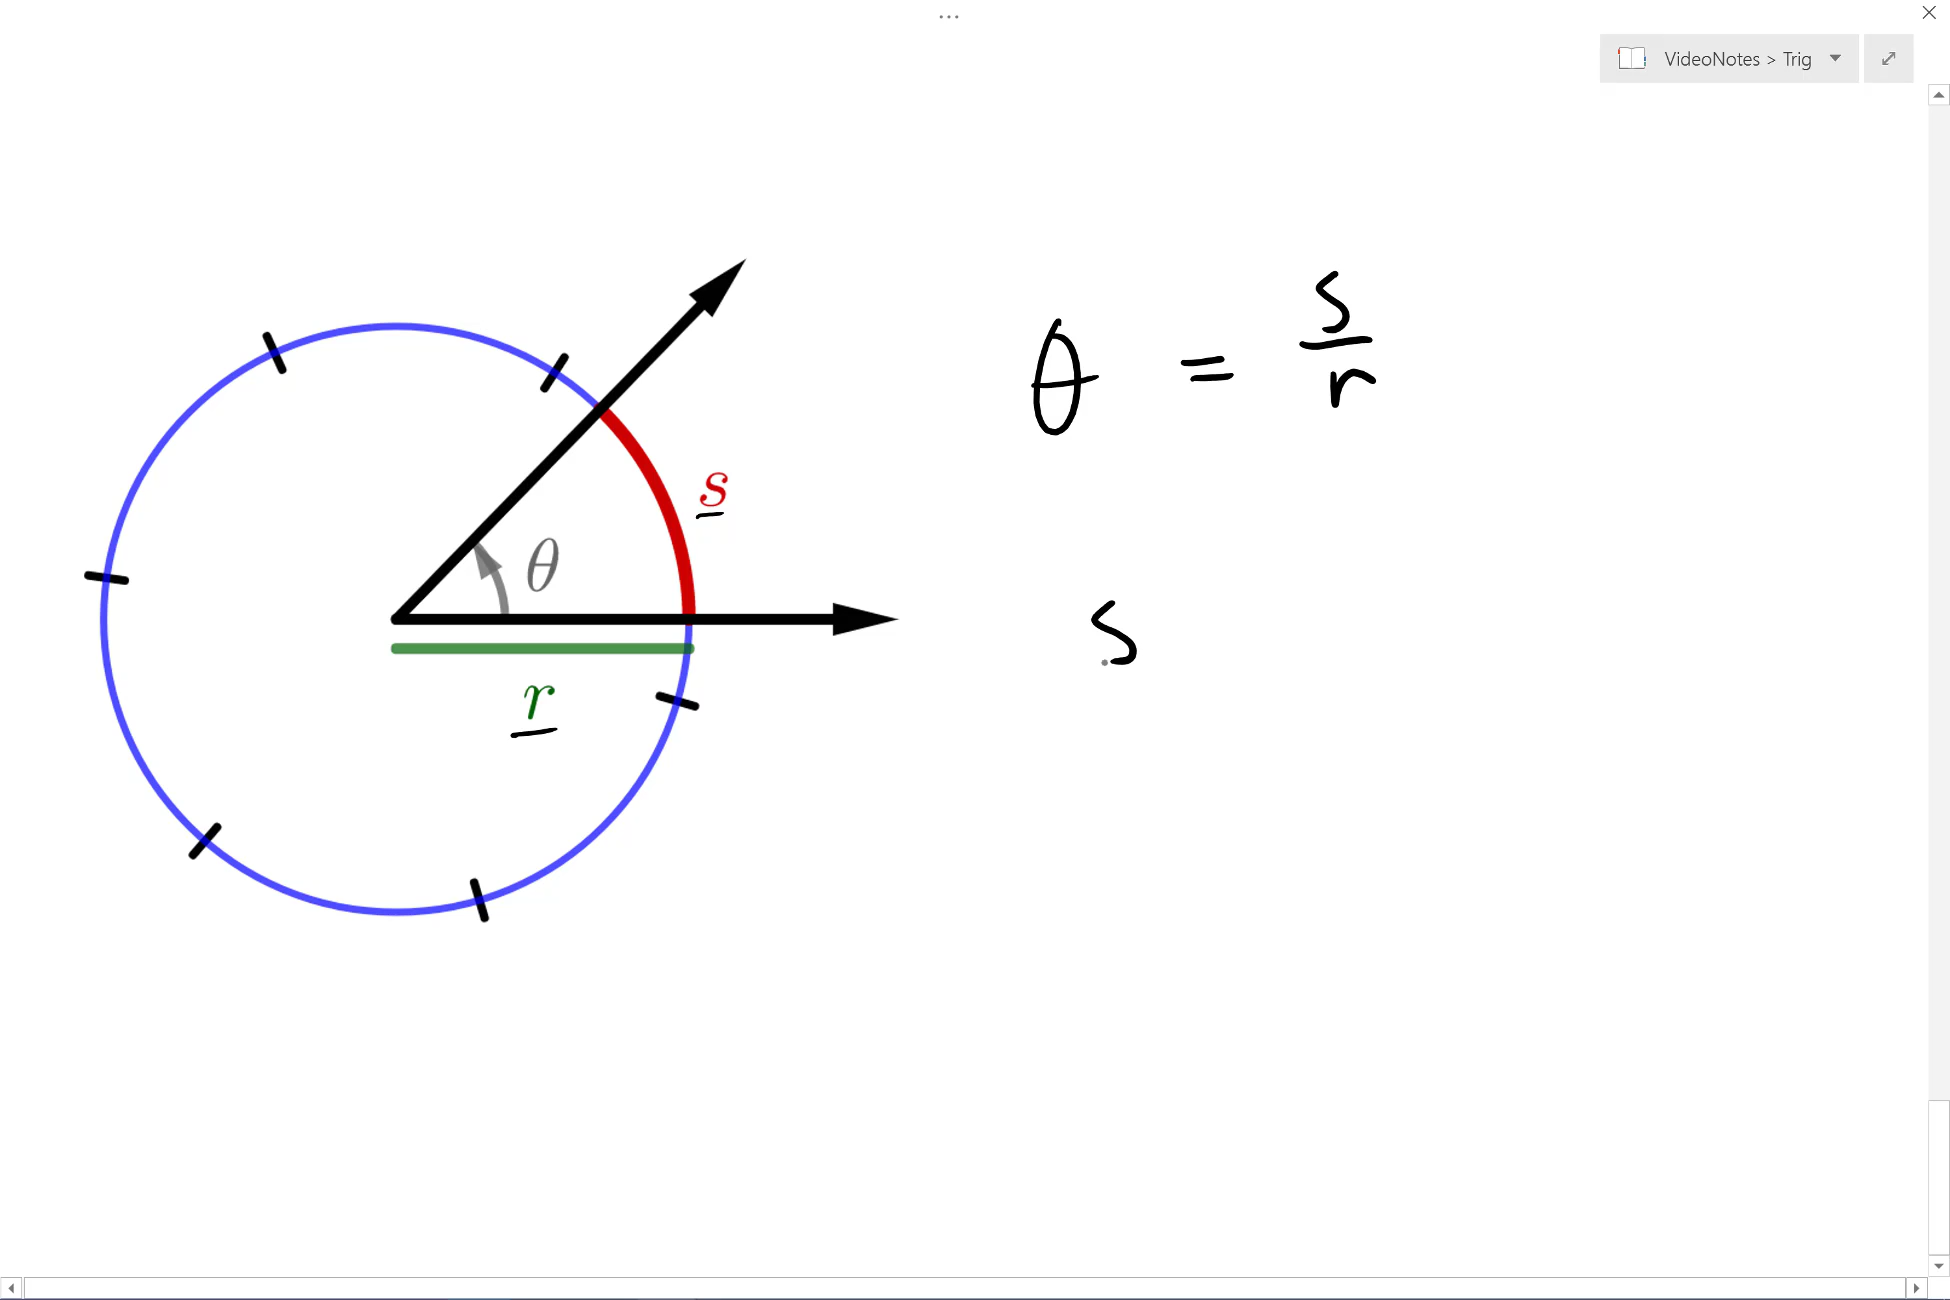 ...
VideoNotes > Trig
θ = s/r
s
θ
r
s